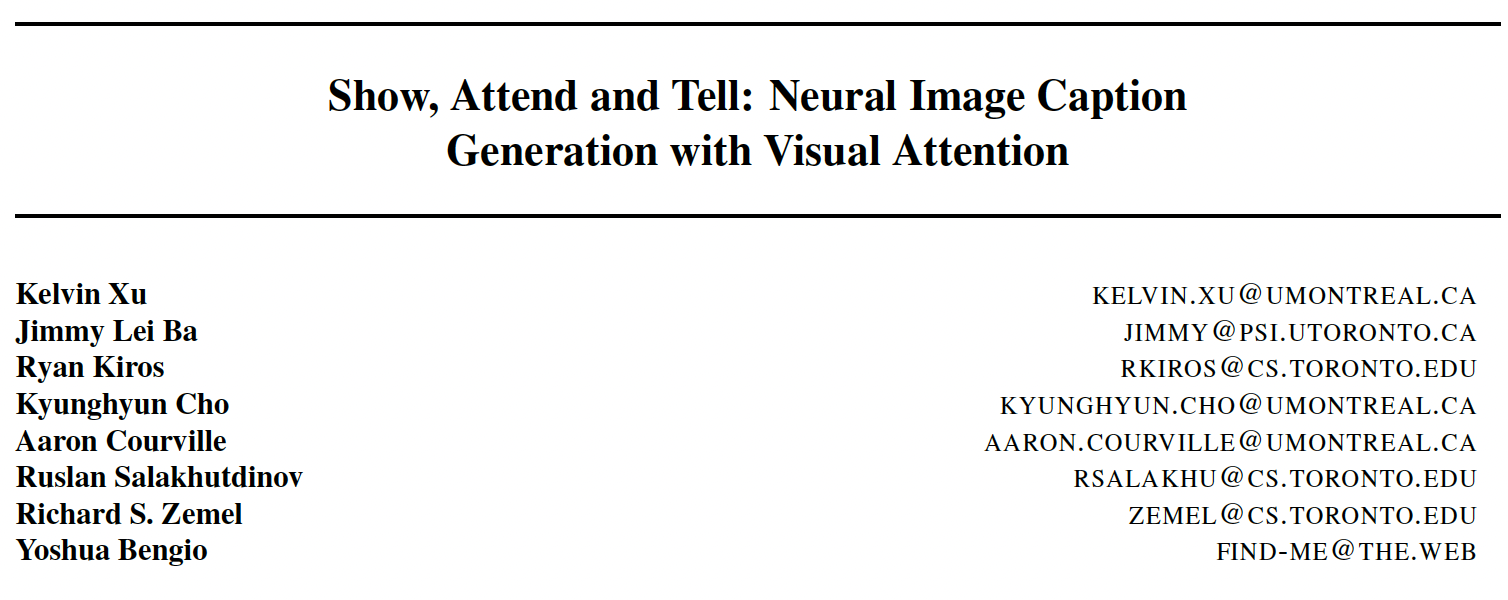 Show, Attend and Tell: Neural Image Caption
Generation with Visual Attention
Kelvin Xu KELVIN.XU@UMONTREAL.CA
Jimmy Lei Ba JIMMY@PSI.UTORONTO.CA
Ryan Kiros RKIROS@CS.TORONTO.EDU
Kyunghyun Cho KYUNGHYUN.CHO@UMONTREAL.CA
Aaron Courville AARON.COURVILLE@UMONTREAL.CA
Ruslan Salakhutdinov RSALAKHU@CS.TORONTO.EDU
Richard S. Zemel ZEMEL@CS.TORONTO.EDU
Yoshua Bengio FIND-ME@THE.WEB